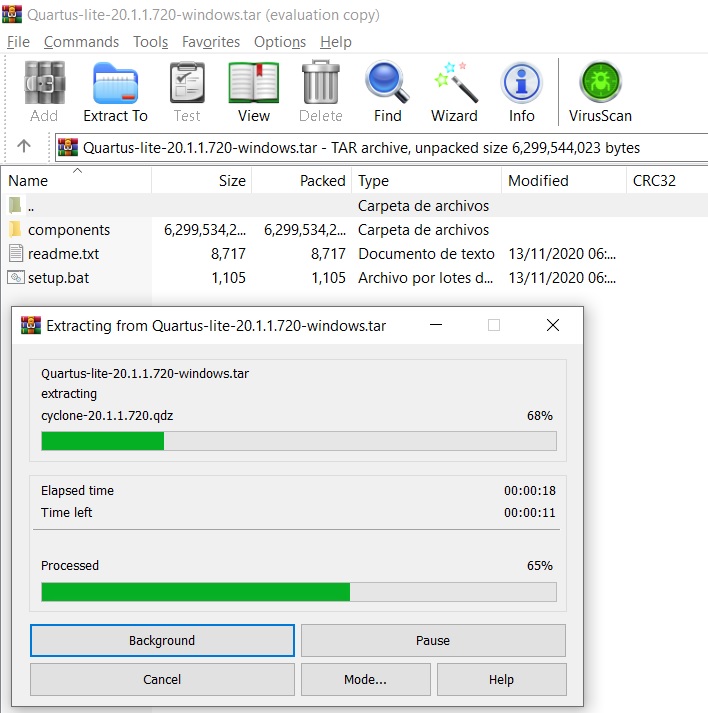 Quartus-lite-20.1.1.720-windows.tar (evaluation copy)
File Commands Tools Favorites Options Help
Add Extract To Test View Delete Find Wizard Info VirusScan
Quartus-lite-20.1.1.720-windows.tar - TAR archive, unpacked size 6,299,544,023 bytes
Name Size Packed Type Modified CRC32
.. Carpeta de archivos
components 6,299,534,2... 6,299,534,2... Carpeta de archivos
readme.txt 8,717 8,717 Documento de texto 13/11/2020 06:...
setup.bat 1,105 1,105 Archivo por lotes d... 13/11/2020 06:...
Extracting from Quartus-lite-20.1.1.720-windows.tar
Quartus-lite-20.1.1.720-windows.tar
extracting
cyclone-20.1.1.720.qdz 68%
Elapsed time 00:00:18
Time left 00:00:11
Processed 65%
Background Pause
Cancel Mode... Help